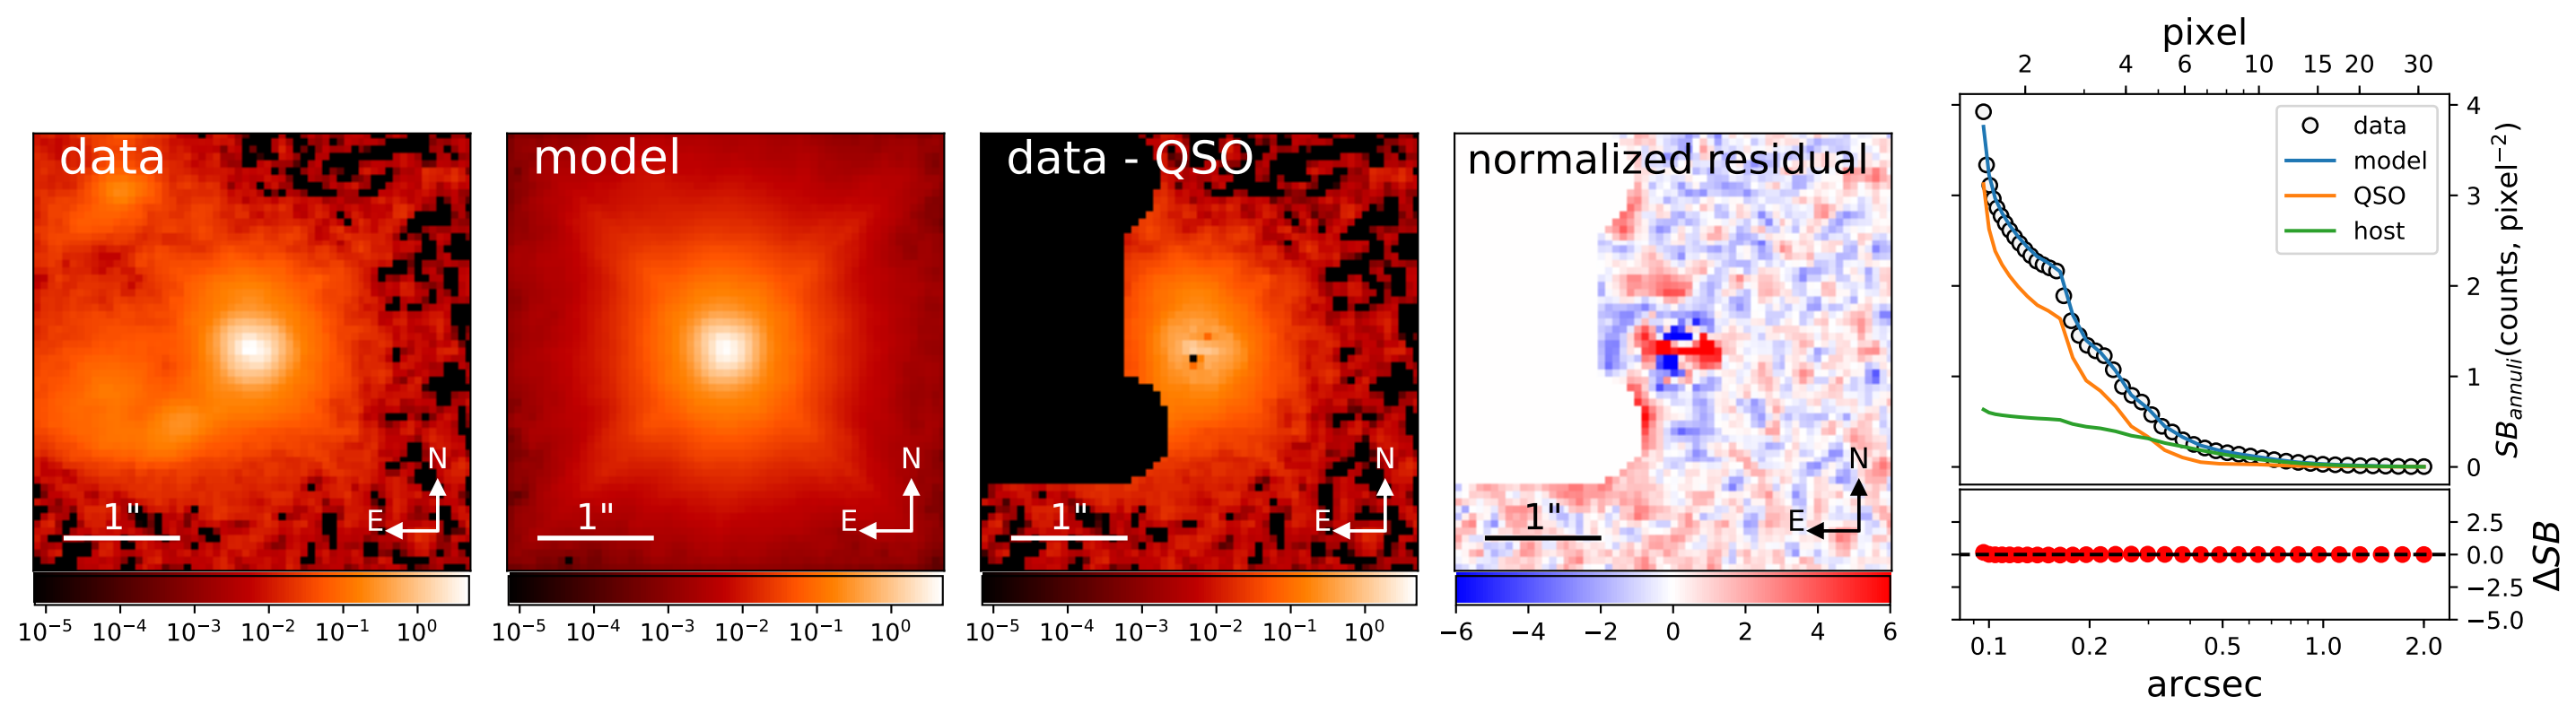 data
N
E
1"
10⁻⁵ 10⁻⁴ 10⁻³ 10⁻² 10⁻¹ 10⁰
model
N
E
1"
10⁻⁵ 10⁻⁴ 10⁻³ 10⁻² 10⁻¹ 10⁰
data - QSO
N
E
1"
10⁻⁵ 10⁻⁴ 10⁻³ 10⁻² 10⁻¹ 10⁰
normalized residual
N
E
1"
−6 −4 −2 0 2 4 6
pixel
2 4 6 10 15 20 30
data
model
QSO
host
4
3
2
1
0
SB_annuli(counts, pixel⁻²)
2.5
0.0
−2.5
−5.0
ΔSB
0.1 0.2 0.5 1.0 2.0
arcsec